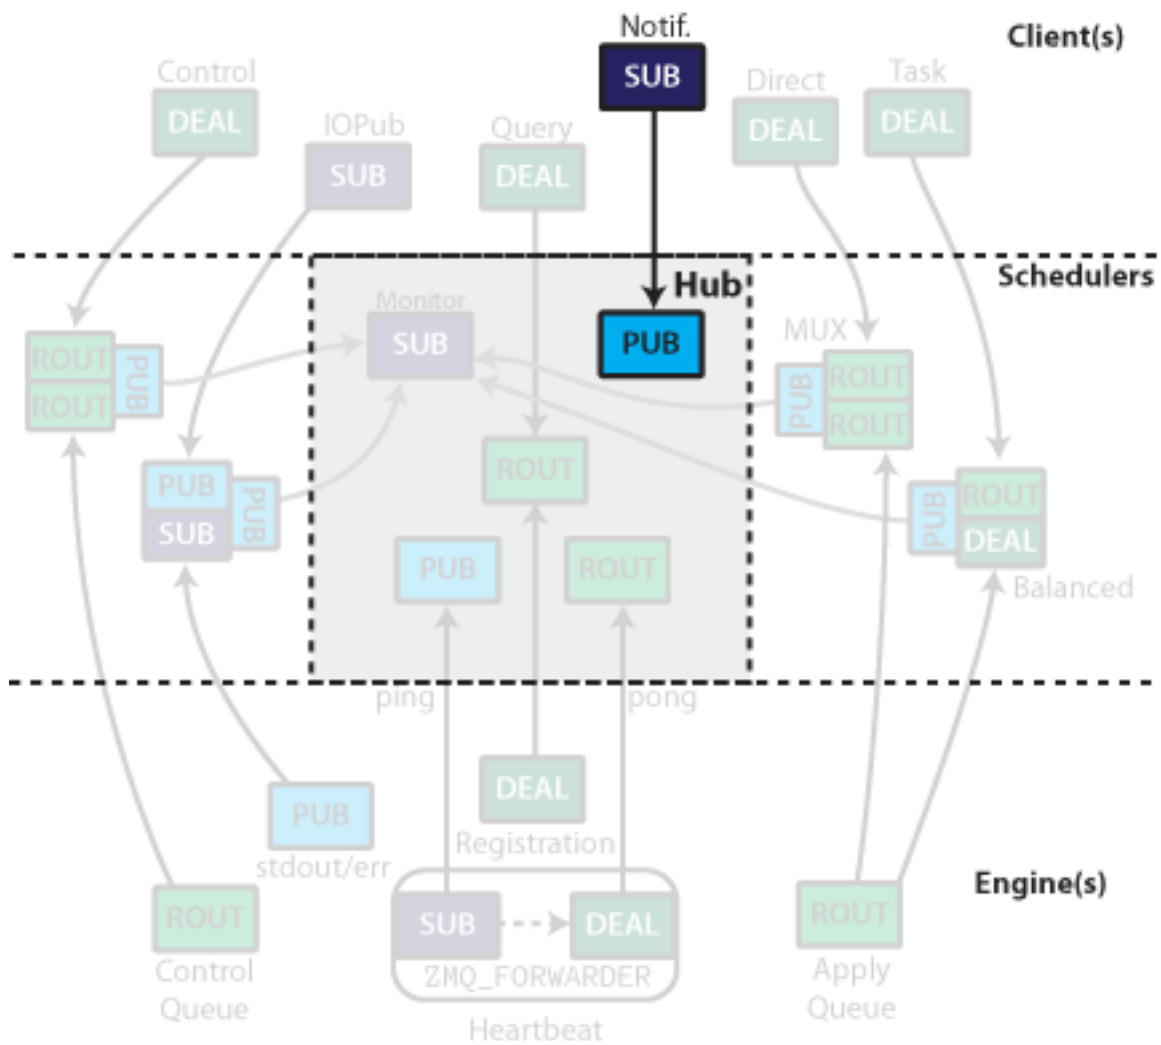 Notif.
Client(s)
SUB
Control
DEAL
IOPub
SUB
Query
DEAL
Direct
DEAL
Task
DEAL
Schedulers
Hub
Monitor
SUB
PUB
MUX
ROUT
ROUT
PUB
PUB
ROUT
ROUT
ROUT
PUB
SUB
PUB
PUB
ROUT
DEAL
Balanced
PUB
ROUT
ping
pong
DEAL
Registration
PUB
stdout/err
Engine(s)
ROUT
Control
Queue
SUB
DEAL
ZMQ_FORWARDER
Heartbeat
ROUT
Apply
Queue